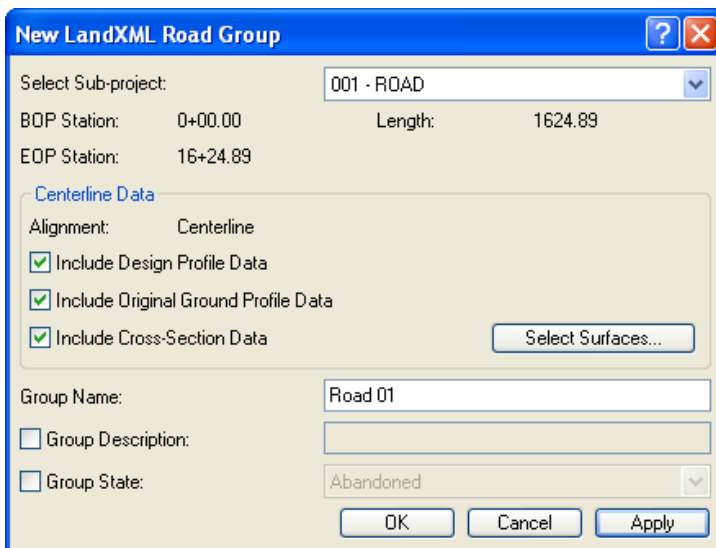 New LandXML Road Group
Select Sub-project: 001 - ROAD
BOP Station: 0+00.00 Length: 1624.89
EOP Station: 16+24.89
Centerline Data
Alignment: Centerline
Include Design Profile Data
Include Original Ground Profile Data
Include Cross-Section Data Select Surfaces...
Group Name: Road 01
Group Description:
Group State: Abandoned
OK Cancel Apply